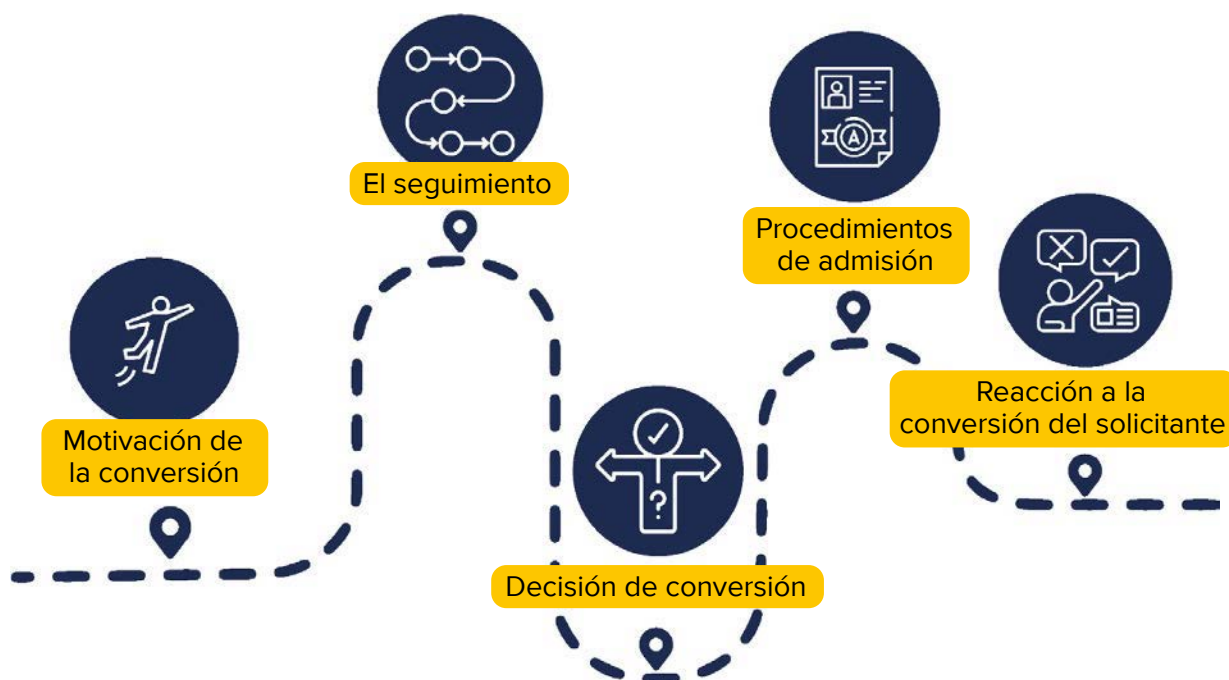 Motivación de
la conversión
El seguimiento
Decisión de conversión
Procedimientos
de admisión
Reacción a la
conversión del solicitante